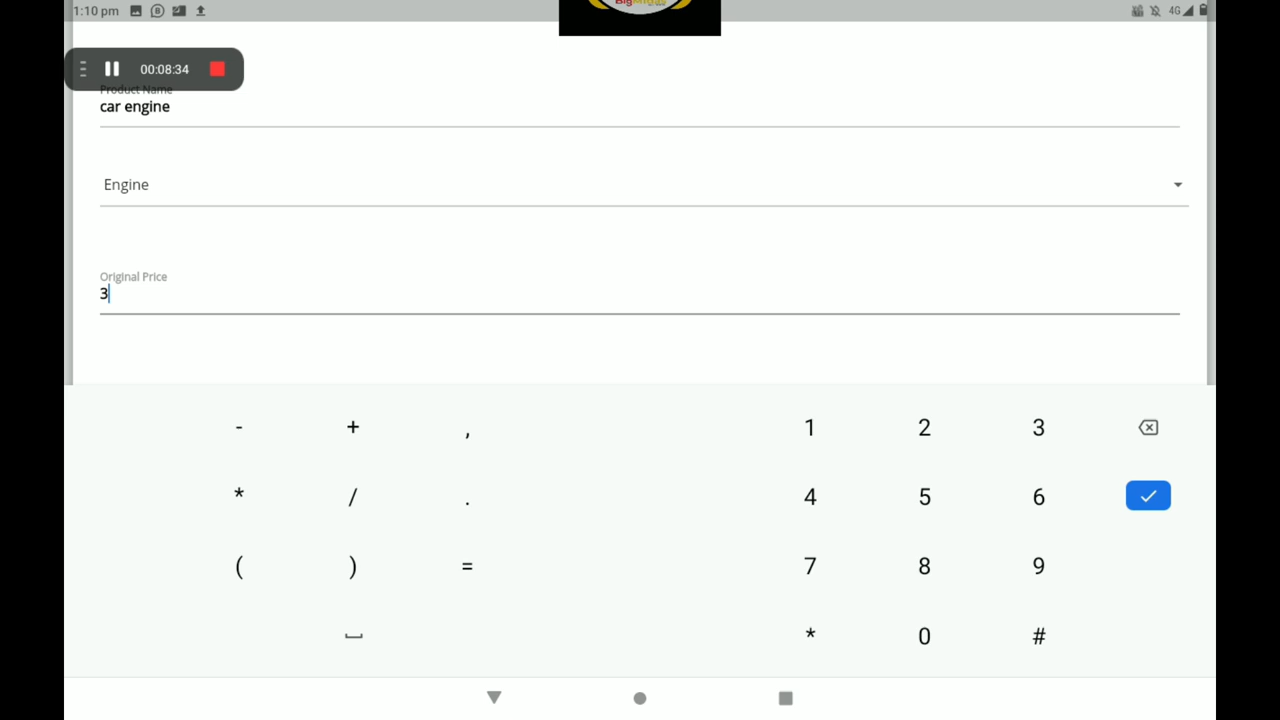 1:10 pm
4G
00:08:34
Product Name
car engine
Engine
Original Price
3
- + , 1 2 3
* / . 4 5 6
( ) = 7 8 9
* 0 #